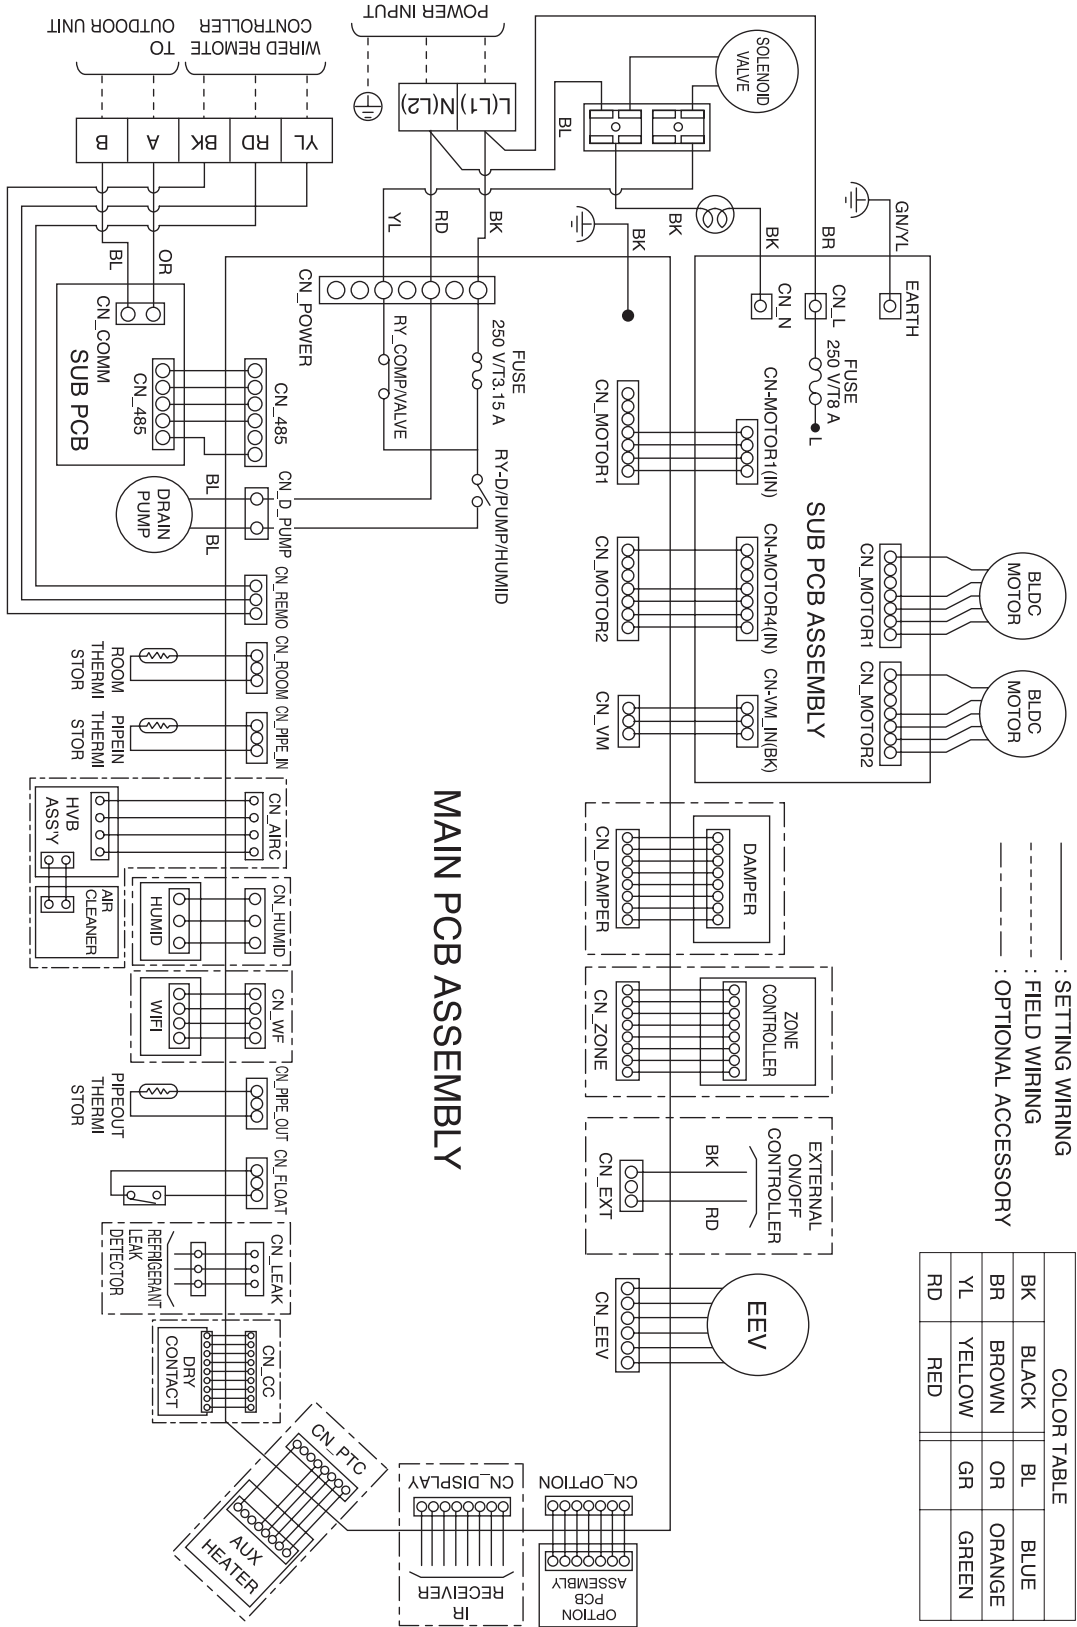 POWER INPUT
WIRED REMOTE
CONTROLLER
TO
OUTDOOR UNIT
L(L1)
N(L2)
YL
RD
BK
A
B
SOLENOID
VALVE
BL
BK
RD
YL
BK
BK
BK
BR
GN/YL
OR
BL
CN_COMM
SUB PCB
CN_485
CN_485
CN_POWER
FUSE
250 V/T3.15 A
RY_COMP/VALVE
RY-D/PUMP/HUMID
BL
BL
DRAIN
PUMP
CN_D_PUMP
CN_REMO
CN_ROOM
ROOM
THERMI
STOR
CN_PIPE_IN
PIPEIN
THERMI
STOR
CN_AIRC
HVB
ASS'Y
AIR
CLEANER
CN_HUMID
HUMID
CN_WF
WIFI
CN_PIPE_OUT
PIPEOUT
THERMI
STOR
CN_FLOAT
CN_LEAK
REFRIGERANT
LEAK
DETECTOR
CN_CC
DRY
CONTACT
CN_PTC
AUX
HEATER
CN_DISPLAY
IR
RECEIVER
CN_OPTION
OPTION
PCB
ASSEMBLY
MAIN PCB ASSEMBLY
EARTH
CN_L
CN_N
FUSE
250 V/T8 A
L
SUB PCB ASSEMBLY
CN-MOTOR1(IN)
CN_MOTOR1
CN-MOTOR4(IN)
CN_MOTOR2
CN-VM_IN(BK)
CN_VM
CN_MOTOR1
BLDC
MOTOR
CN_MOTOR2
BLDC
MOTOR
DAMPER
CN_DAMPER
ZONE
CONTROLLER
CN_ZONE
EXTERNAL
ON/OFF
CONTROLLER
BK
RD
CN_EXT
EEV
CN_EEV
: SETTING WIRING
: FIELD WIRING
: OPTIONAL ACCESSORY
COLOR TABLE
BK BLACK BL BLUE
BR BROWN OR ORANGE
YL YELLOW GR GREEN
RD RED